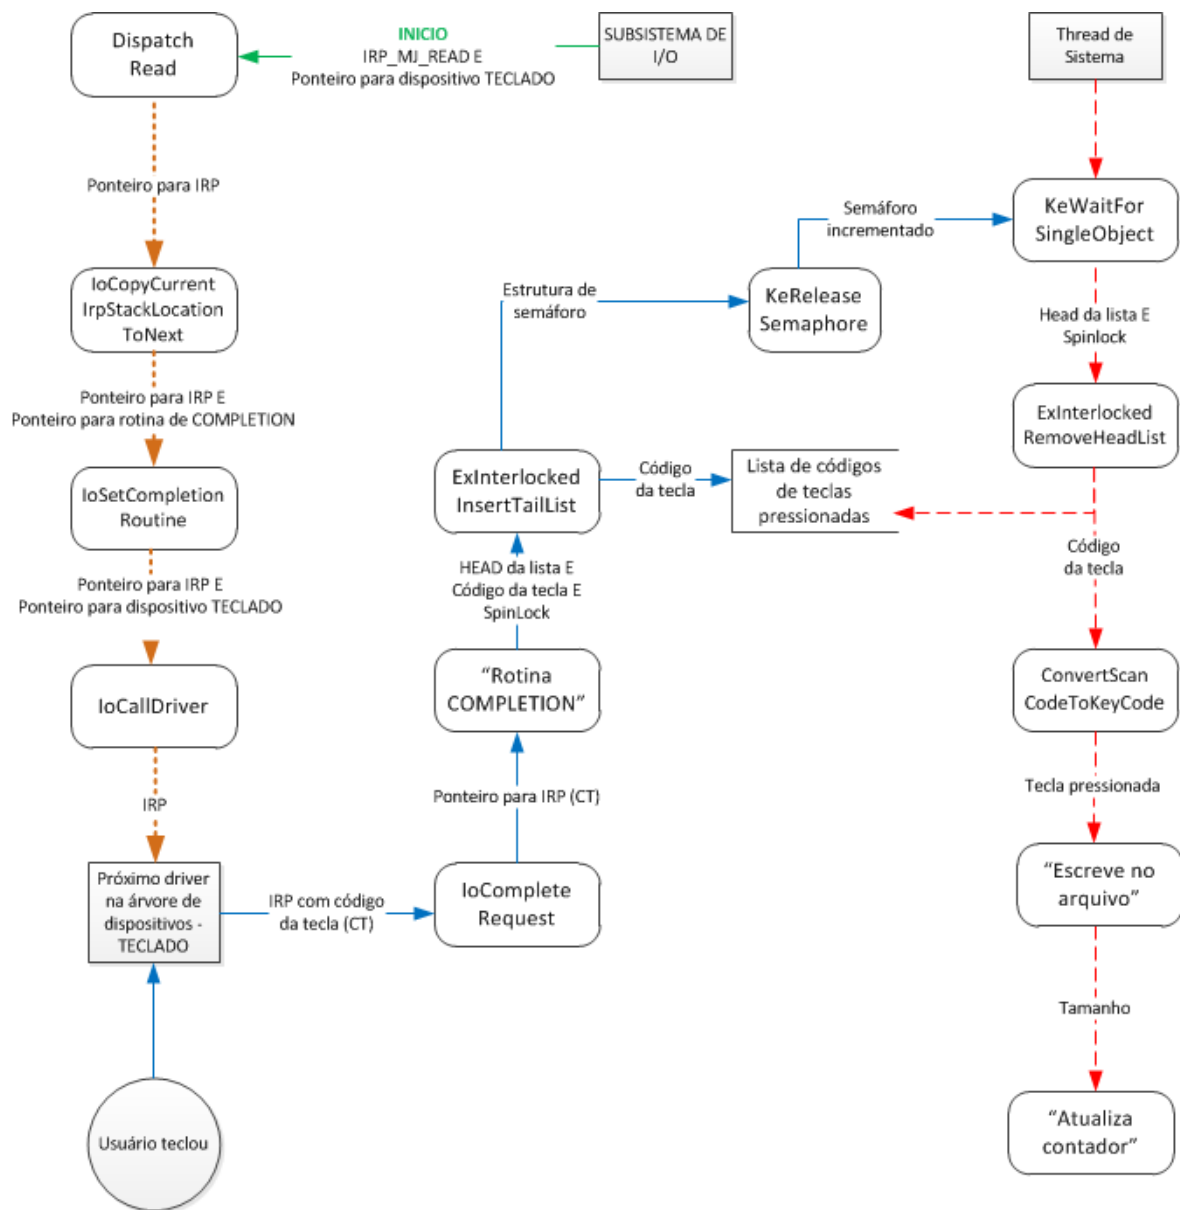 Dispatch
Read
INICIO
IRP_MJ_READ E
Ponteiro para dispositivo TECLADO
SUBSISTEMA DE
I/O
Thread de
Sistema
Ponteiro para IRP
IoCopyCurrent
IrpStackLocation
ToNext
Ponteiro para IRP E
Ponteiro para rotina de COMPLETION
IoSetCompletion
Routine
Ponteiro para IRP E
Ponteiro para dispositivo TECLADO
IoCallDriver
IRP
Próximo driver
na árvore de
dispositivos -
TECLADO
Usuário teclou
IRP com código
da tecla (CT)
IoComplete
Request
Ponteiro para IRP (CT)
“Rotina
COMPLETION”
HEAD da lista E
Código da tecla E
SpinLock
ExInterlocked
InsertTailList
Código
da tecla
Lista de códigos
de teclas
pressionadas
Estrutura de
semáforo
KeRelease
Semaphore
Semáforo
incrementado
KeWaitFor
SingleObject
Head da lista E
Spinlock
ExInterlocked
RemoveHeadList
Código
da tecla
ConvertScan
CodeToKeyCode
Tecla pressionada
“Escreve no
arquivo”
Tamanho
“Atualiza
contador”